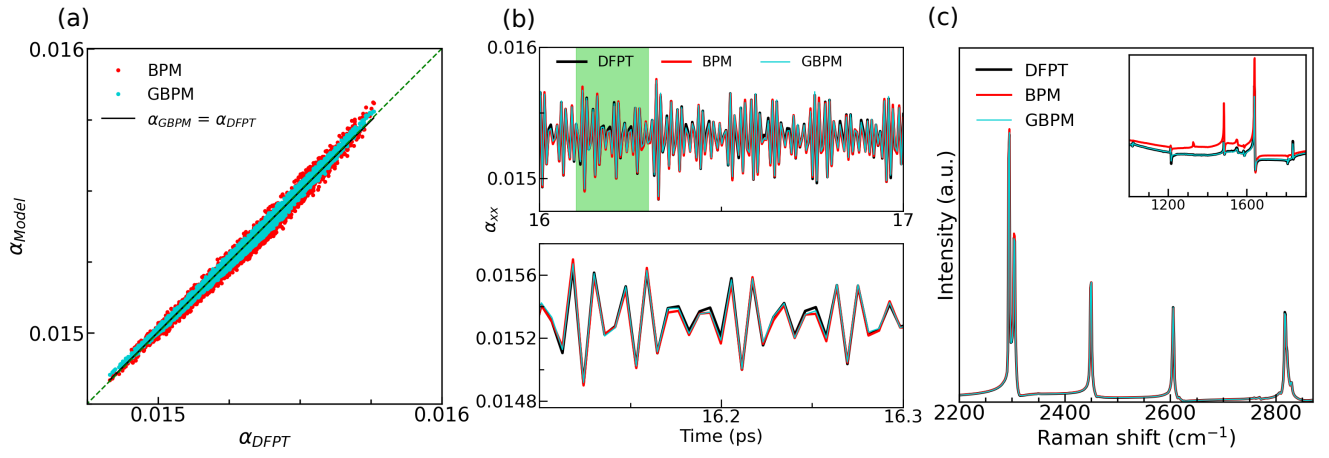 (a)
0.016
BPM
GBPM
α_GBPM = α_DFPT
α_Model
0.015
0.015
0.016
α_DFPT
(b)
0.016
DFPT
BPM
GBPM
0.015
16
17
α_xx
0.0156
0.0152
0.0148
16.2
16.3
Time (ps)
(c)
DFPT
BPM
GBPM
1200
1600
Intensity (a.u.)
2200
2400
2600
2800
Raman shift (cm⁻¹)